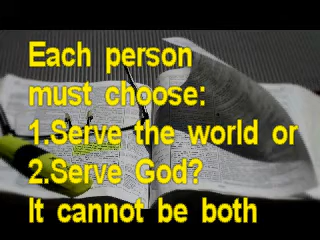 Each person
must choose:
1.Serve the world or
2.Serve God?
It cannot be both